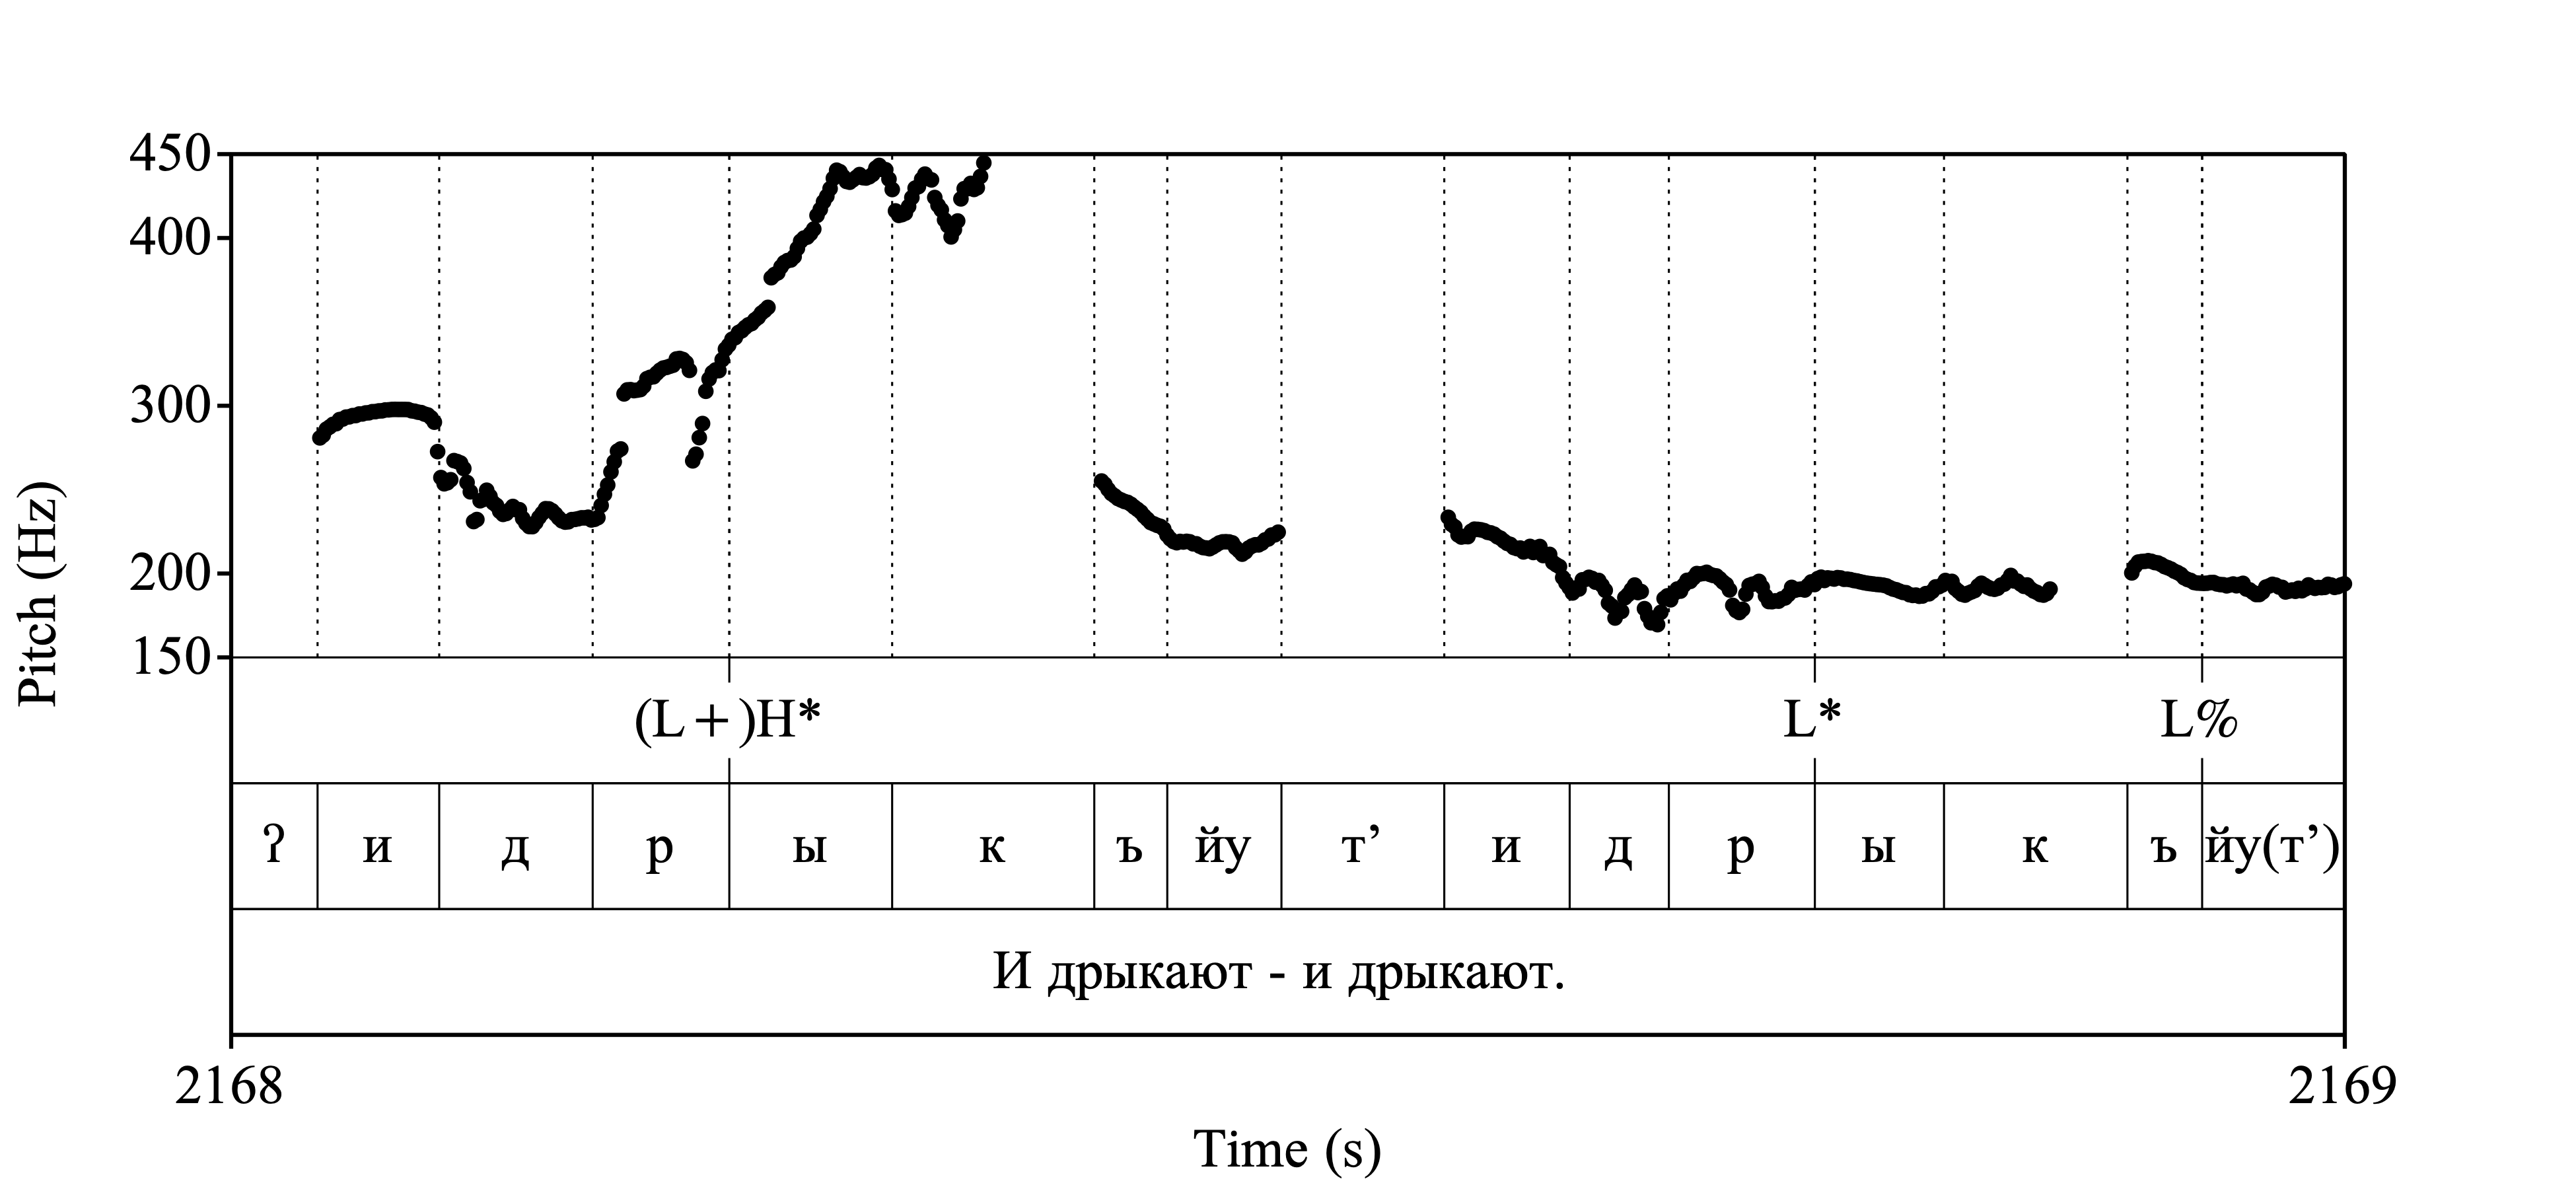 Pitch (Hz)
450
400
300
200
150
(L+)H* L* L%
ʔ и д р ы к ъ йу т’ и д р ы к ъ йу(т’)
И дрыкают - и дрыкают.
2168 2169
Time (s)